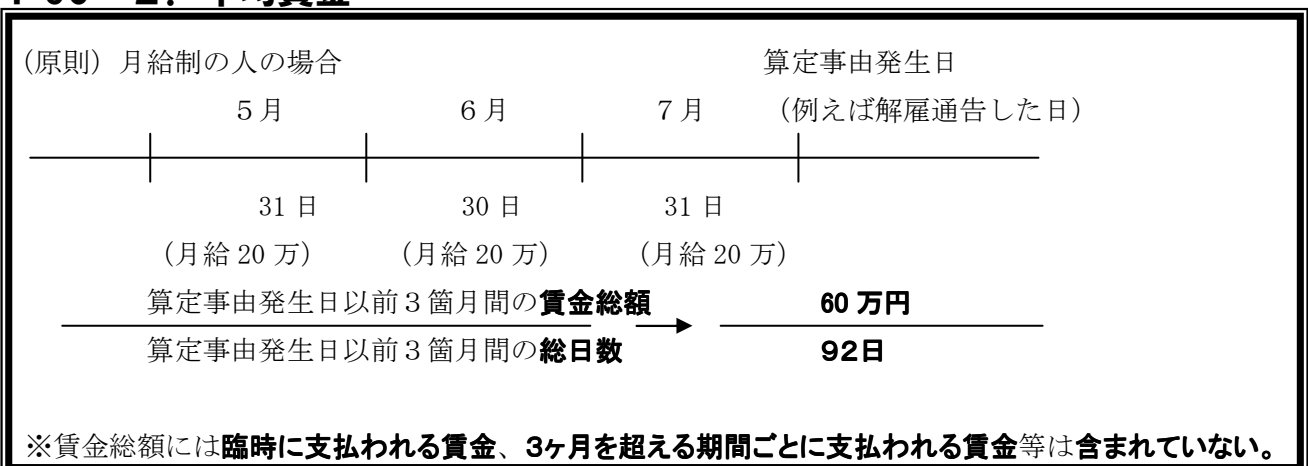 (原則)月給制の人の場合 算定事由発生日
5月 6月 7月 (例えば解雇通告した日)
31日 30日 31日
(月給20万) (月給20万) (月給20万)
算定事由発生日以前3箇月間の賃金総額 60万円
算定事由発生日以前3箇月間の総日数 92日
※賃金総額には臨時に支払われる賃金、3ヶ月を超える期間ごとに支払われる賃金等は含まれていない。